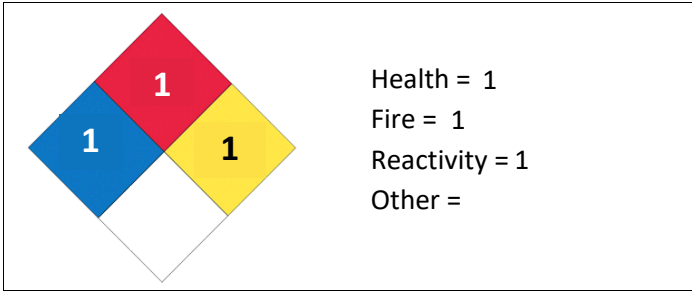 1
1
1
Health = 1
Fire = 1
Reactivity = 1
Other =